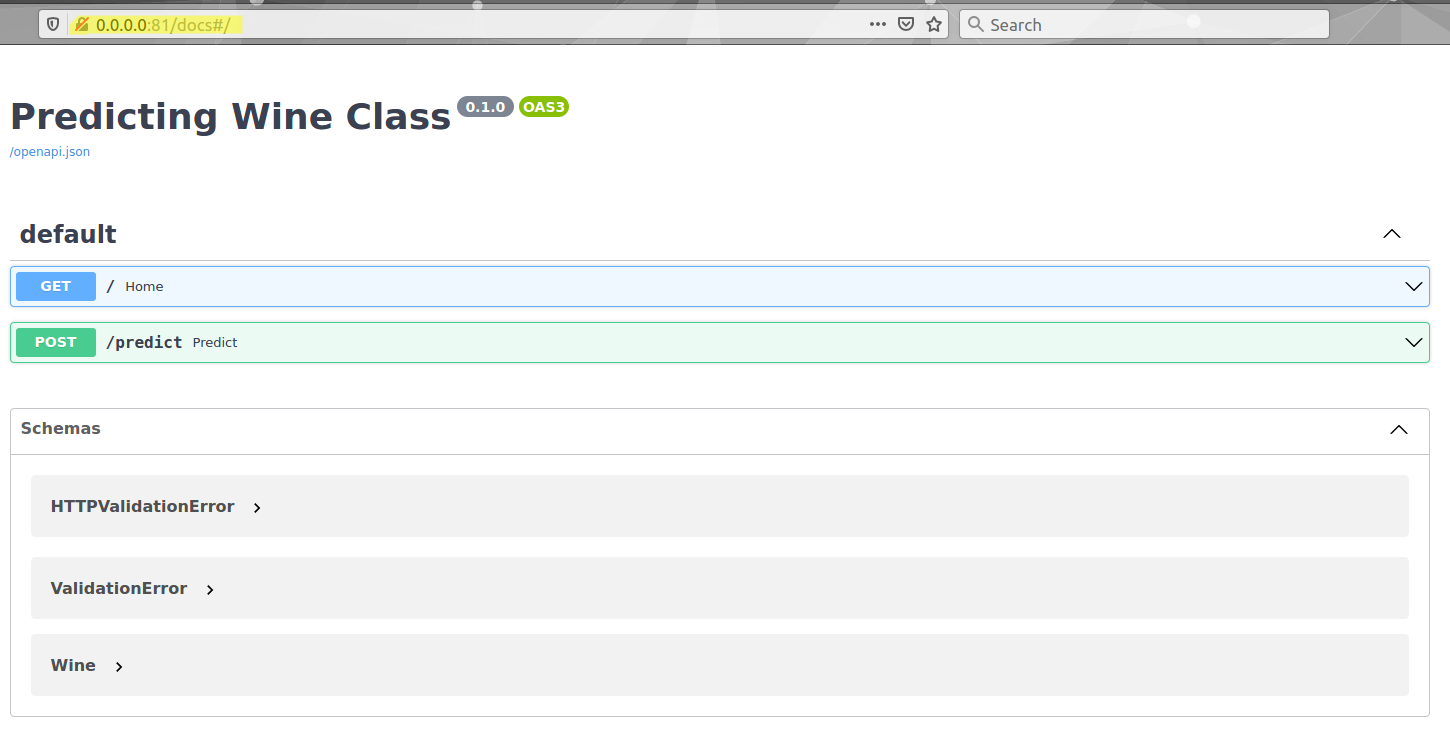 0.0.0.0:81/docs#/
Search
Predicting Wine Class 0.1.0 OAS3
/openapi.json
default
GET / Home
POST /predict Predict
Schemas
HTTPValidationError
ValidationError
Wine